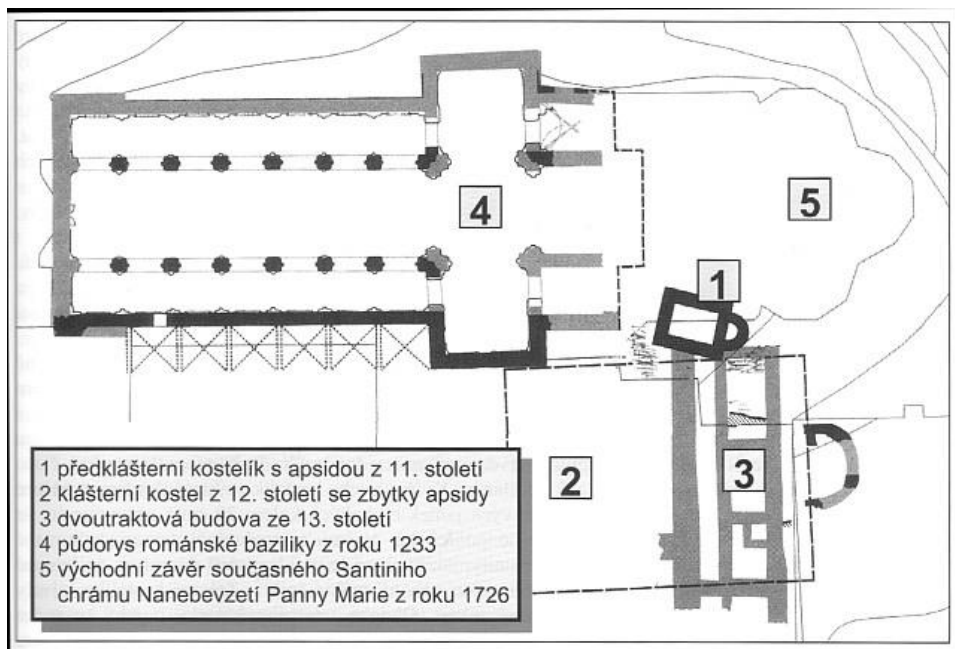 4
5
1
2
3
1 předklášterní kostelík s apsidou z 11. století
2 klášterní kostel z 12. století se zbytky apsidy
3 dvoutraktová budova ze 13. století
4 půdorys románské baziliky z roku 1233
5 východní závěr současného Santiniho
chrámu Nanebevzetí Panny Marie z roku 1726